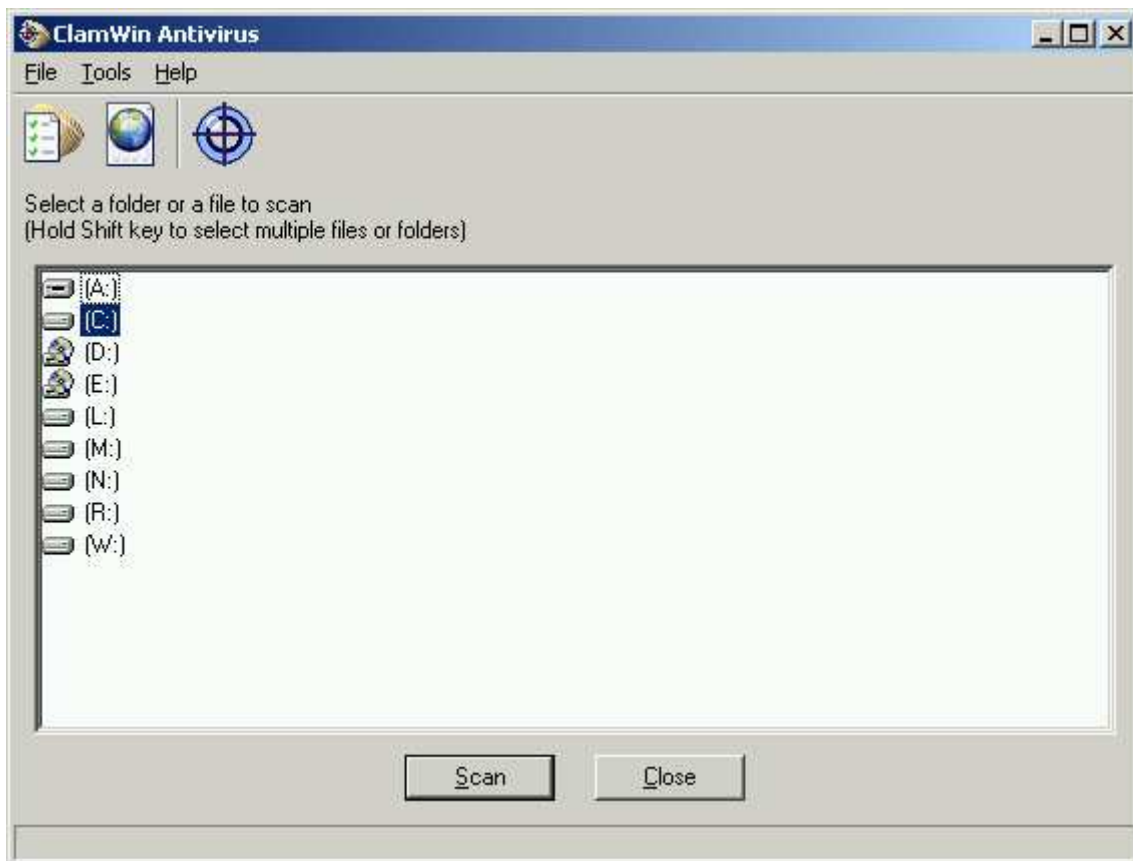 ClamWin Antivirus
File Tools Help
Select a folder or a file to scan
(Hold Shift key to select multiple files or folders)
(A:)
(C:)
(D:)
(E:)
(L:)
(M:)
(N:)
(R:)
(W:)
Scan Close